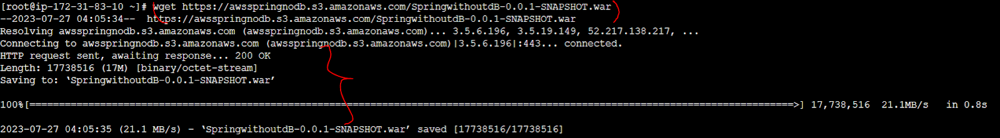 [root@ip-172-31-83-10 ~]# wget https://awsspringnodb.s3.amazonaws.com/SpringwithoutdB-0.0.1-SNAPSHOT.war
--2023-07-27 04:05:34--  https://awsspringnodb.s3.amazonaws.com/SpringwithoutdB-0.0.1-SNAPSHOT.war
Resolving awsspringnodb.s3.amazonaws.com (awsspringnodb.s3.amazonaws.com)... 3.5.6.196, 3.5.19.149, 52.217.138.217, ...
Connecting to awsspringnodb.s3.amazonaws.com (awsspringnodb.s3.amazonaws.com)|3.5.6.196|:443... connected.
HTTP request sent, awaiting response... 200 OK
Length: 17738516 (17M) [binary/octet-stream]
Saving to: ‘SpringwithoutdB-0.0.1-SNAPSHOT.war’
100%[==================================================================================================================================>] 17,738,516  21.1MB/s   in 0.8s
2023-07-27 04:05:35 (21.1 MB/s) - ‘SpringwithoutdB-0.0.1-SNAPSHOT.war’ saved [17738516/17738516]